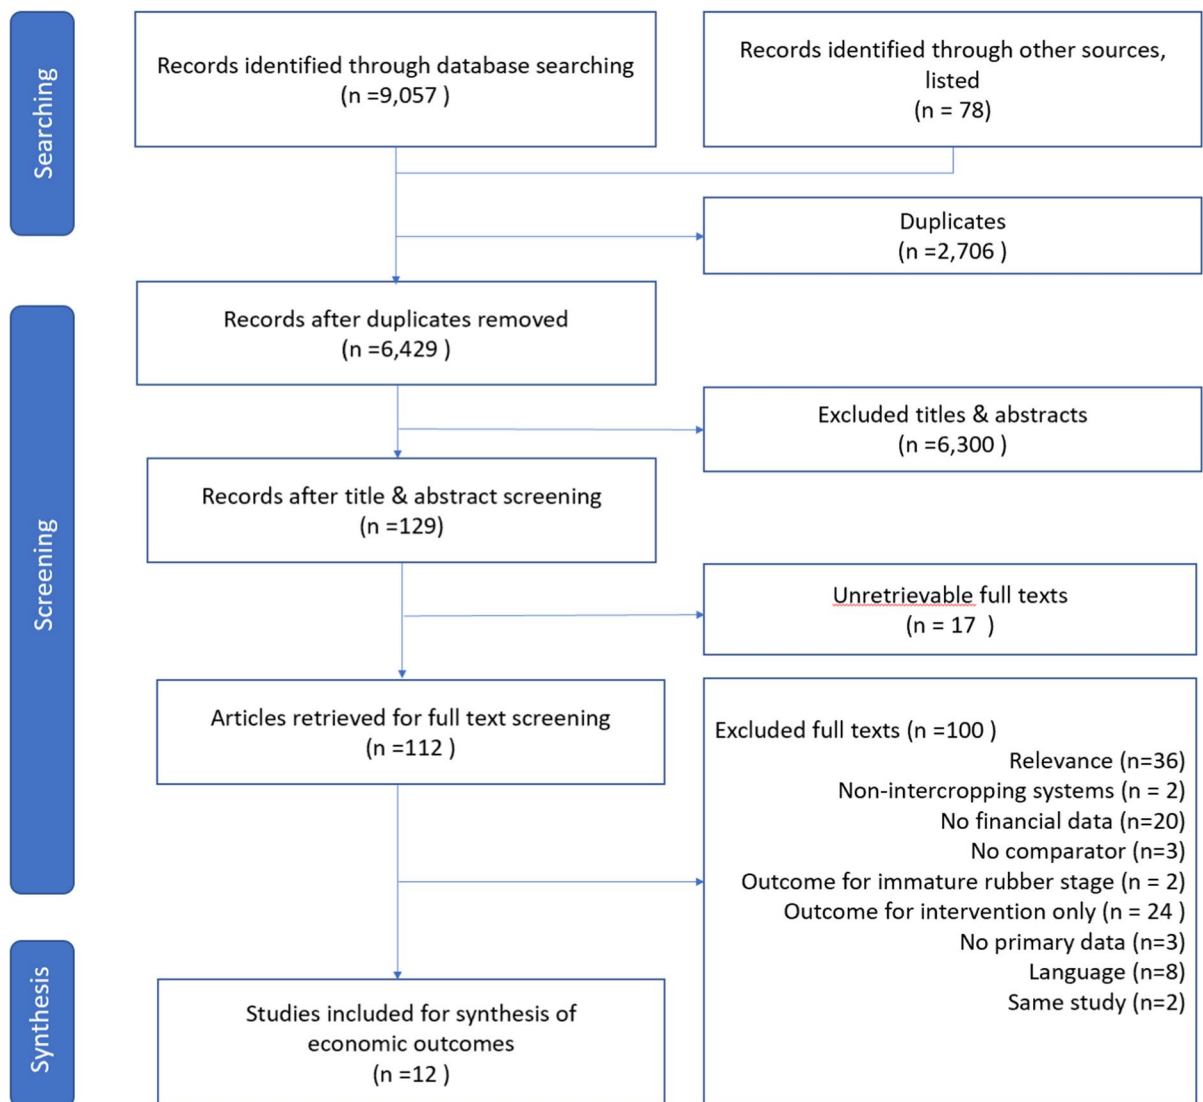 Searching
Records identified through database searching
(n =9,057 )
Records identified through other sources,
listed
(n = 78)
Duplicates
(n =2,706 )
Screening
Records after duplicates removed
(n =6,429 )
Excluded titles & abstracts
(n =6,300 )
Records after title & abstract screening
(n =129)
Unretrievable full texts
(n = 17 )
Articles retrieved for full text screening
(n =112 )
Excluded full texts (n =100 )
Relevance (n=36)
Non-intercropping systems (n = 2)
No financial data (n=20)
No comparator (n=3)
Outcome for immature rubber stage (n = 2)
Outcome for intervention only (n = 24 )
No primary data (n=3)
Language (n=8)
Same study (n=2)
Synthesis
Studies included for synthesis of
economic outcomes
(n =12 )